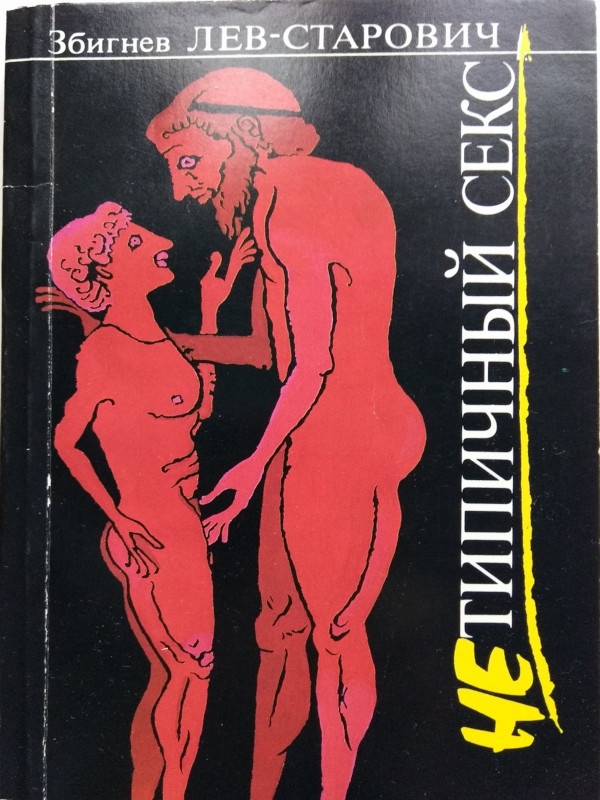 Збигнев ЛЕВ-СТАРОВИЧ
НЕТИПИЧНЫЙ СЕКС